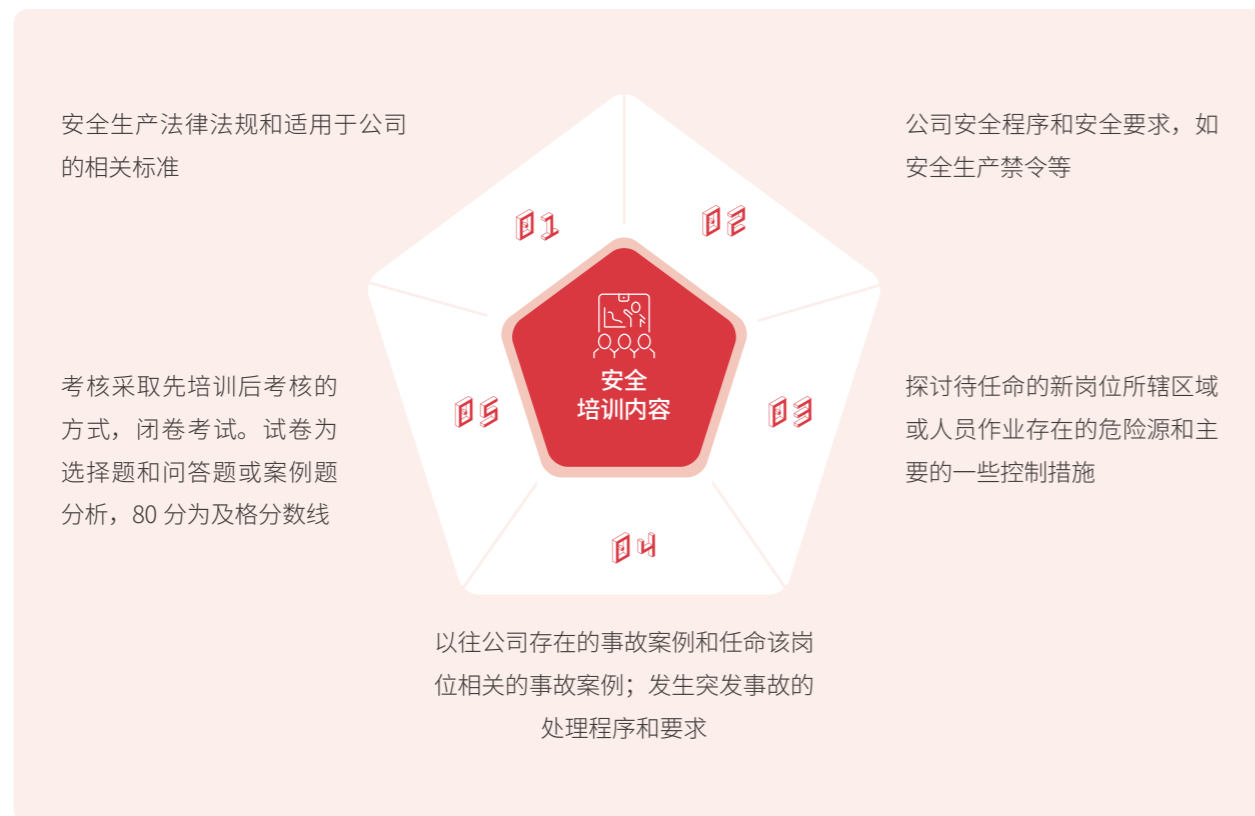 安全生产法律法规和适用于公司
的相关标准
01
公司安全程序和安全要求，如
安全生产禁令等
02
安全
培训内容
探讨待任命的新岗位所辖区域
或人员作业存在的危险源和主
要的一些控制措施
03
以往公司存在的事故案例和任命该岗
位相关的事故案例；发生突发事故的
处理程序和要求
04
考核采取先培训后考核的
方式，闭卷考试。试卷为
选择题和问答题或案例题
分析，80 分为及格分数线
05